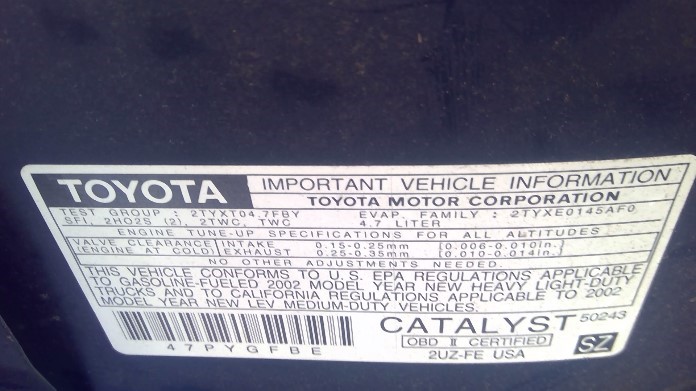 TOYOTA IMPORTANT VEHICLE INFORMATION
TOYOTA MOTOR CORPORATION
TEST GROUP : 2TYXT04.7FBY EVAP. FAMILY : 2TYXE0145AF0
SFI, 2HO2S (2), 2TWC, TWC 4.7 LITER
ENGINE TUNE-UP SPECIFICATIONS FOR ALL ALTITUDES
VALVE CLEARANCE INTAKE 0.15-0.25mm (0.006-0.010in.)
(ENGINE AT COLD) EXHAUST 0.25-0.35mm (0.010-0.014in.)
NO OTHER ADJUSTMENTS NEEDED.
THIS VEHICLE CONFORMS TO U.S. EPA REGULATIONS APPLICABLE
TO GASOLINE-FUELED 2002 MODEL YEAR NEW HEAVY LIGHT-DUTY
TRUCKS AND TO CALIFORNIA REGULATIONS APPLICABLE TO 2002
MODEL YEAR NEW LEV MEDIUM-DUTY VEHICLES.
CATALYST 50243
OBD II CERTIFIED SZ
47PYGFBE 2UZ-FE USA